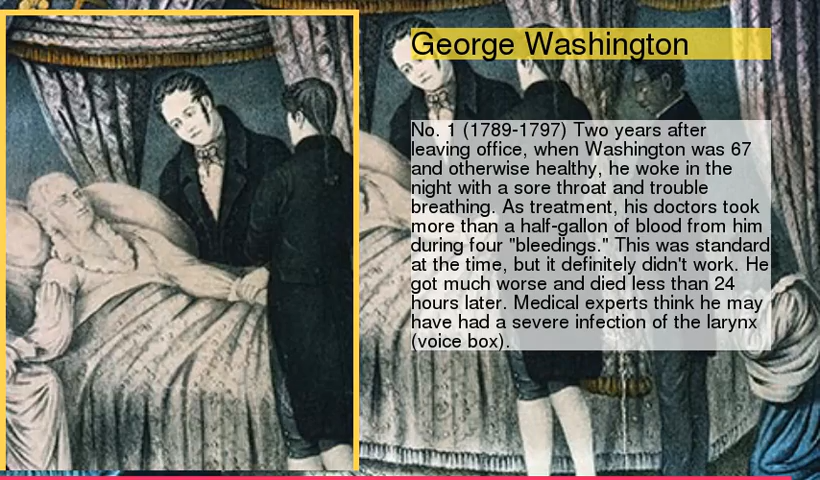 George Washington
No. 1 (1789-1797) Two years after
leaving office, when Washington was 67
and otherwise healthy, he woke in the
night with a sore throat and trouble
breathing. As treatment, his doctors took
more than a half-gallon of blood from him
during four "bleedings." This was standard
at the time, but it definitely didn't work. He
got much worse and died less than 24
hours later. Medical experts think he may
have had a severe infection of the larynx
(voice box).